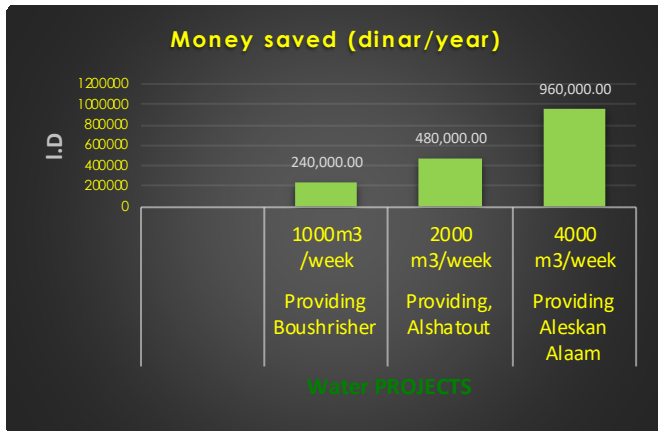 Money saved (dinar/year)
I.D
1200000
1000000
800000
600000
400000
200000
0
240,000.00
480,000.00
960,000.00
1000m3
/week
2000
m3/week
4000
m3/week
Providing
Boushrisher
Providing,
Alshatout
Providing
Aleskan
Alaam
Water PROJECTS